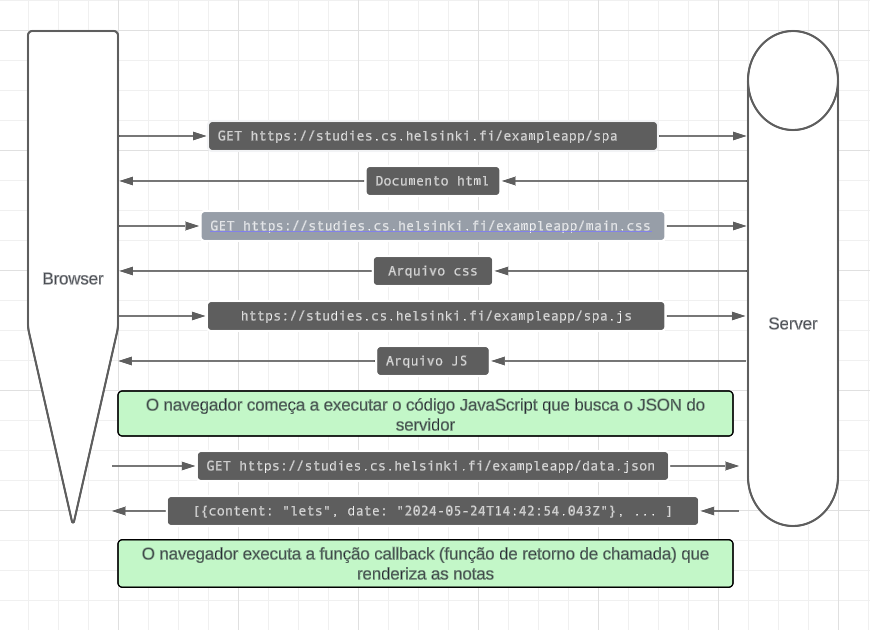 GET https://studies.cs.helsinki.fi/exampleapp/spa
Documento html
GET https://studies.cs.helsinki.fi/exampleapp/main.css
Arquivo css
Browser
https://studies.cs.helsinki.fi/exampleapp/spa.js
Server
Arquivo JS
O navegador começa a executar o código JavaScript que busca o JSON do
servidor
GET https://studies.cs.helsinki.fi/exampleapp/data.json
[{content: "lets", date: "2024-05-24T14:42:54.043Z"}, ... ]
O navegador executa a função callback (função de retorno de chamada) que
renderiza as notas